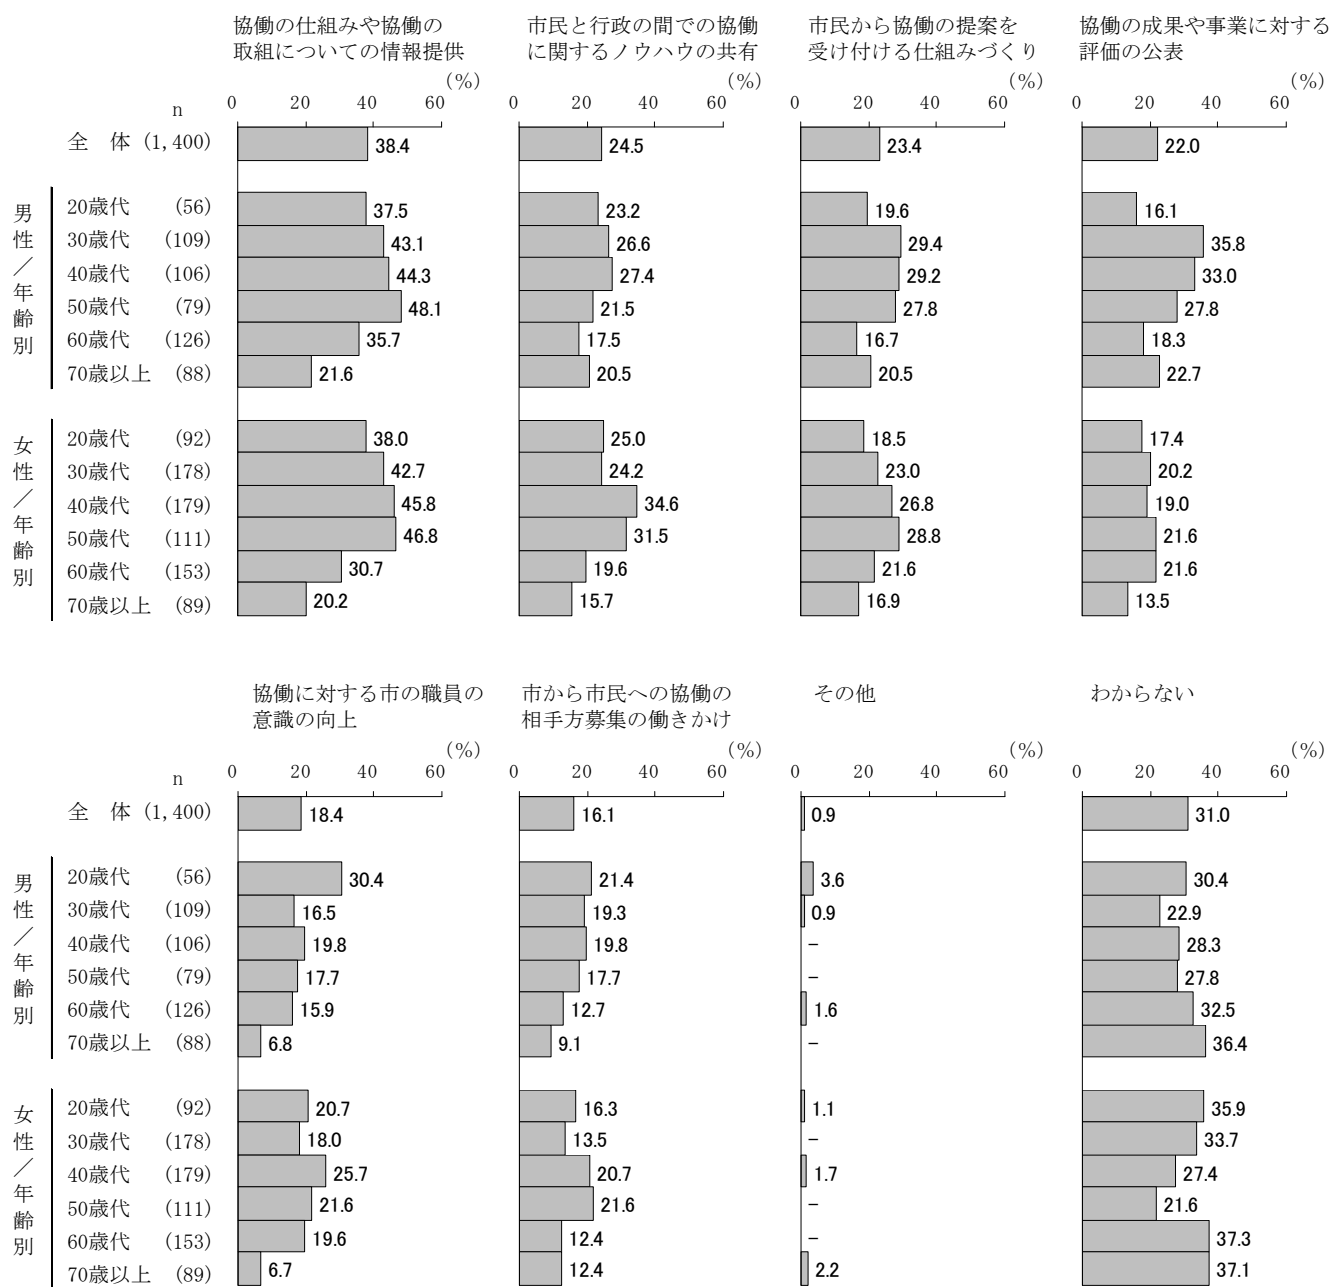 協働の仕組みや協働の
取組についての情報提供
市民と行政の間での協働
に関するノウハウの共有
市民から協働の提案を
受け付ける仕組みづくり
協働の成果や事業に対する
評価の公表
(%) (%) (%) (%)
n 0 20 40 60 0 20 40 60 0 20 40 60 0 20 40 60
全 体 (1,400) 38.4 24.5 23.4 22.0
男性／年齢別
20歳代 (56) 37.5 23.2 19.6 16.1
30歳代 (109) 43.1 26.6 29.4 35.8
40歳代 (106) 44.3 27.4 29.2 33.0
50歳代 (79) 48.1 21.5 27.8 27.8
60歳代 (126) 35.7 17.5 16.7 18.3
70歳以上 (88) 21.6 20.5 20.5 22.7
女性／年齢別
20歳代 (92) 38.0 25.0 18.5 17.4
30歳代 (178) 42.7 24.2 23.0 20.2
40歳代 (179) 45.8 34.6 26.8 19.0
50歳代 (111) 46.8 31.5 28.8 21.6
60歳代 (153) 30.7 19.6 21.6 21.6
70歳以上 (89) 20.2 15.7 16.9 13.5
協働に対する市の職員の
意識の向上
市から市民への協働の
相手方募集の働きかけ
その他
わからない
(%) (%) (%) (%)
n 0 20 40 60 0 20 40 60 0 20 40 60 0 20 40 60
全 体 (1,400) 18.4 16.1 0.9 31.0
男性／年齢別
20歳代 (56) 30.4 21.4 3.6 30.4
30歳代 (109) 16.5 19.3 0.9 22.9
40歳代 (106) 19.8 19.8 – 28.3
50歳代 (79) 17.7 17.7 – 27.8
60歳代 (126) 15.9 12.7 1.6 32.5
70歳以上 (88) 6.8 9.1 – 36.4
女性／年齢別
20歳代 (92) 20.7 16.3 1.1 35.9
30歳代 (178) 18.0 13.5 – 33.7
40歳代 (179) 25.7 20.7 1.7 27.4
50歳代 (111) 21.6 21.6 – 21.6
60歳代 (153) 19.6 12.4 – 37.3
70歳以上 (89) 6.7 12.4 2.2 37.1